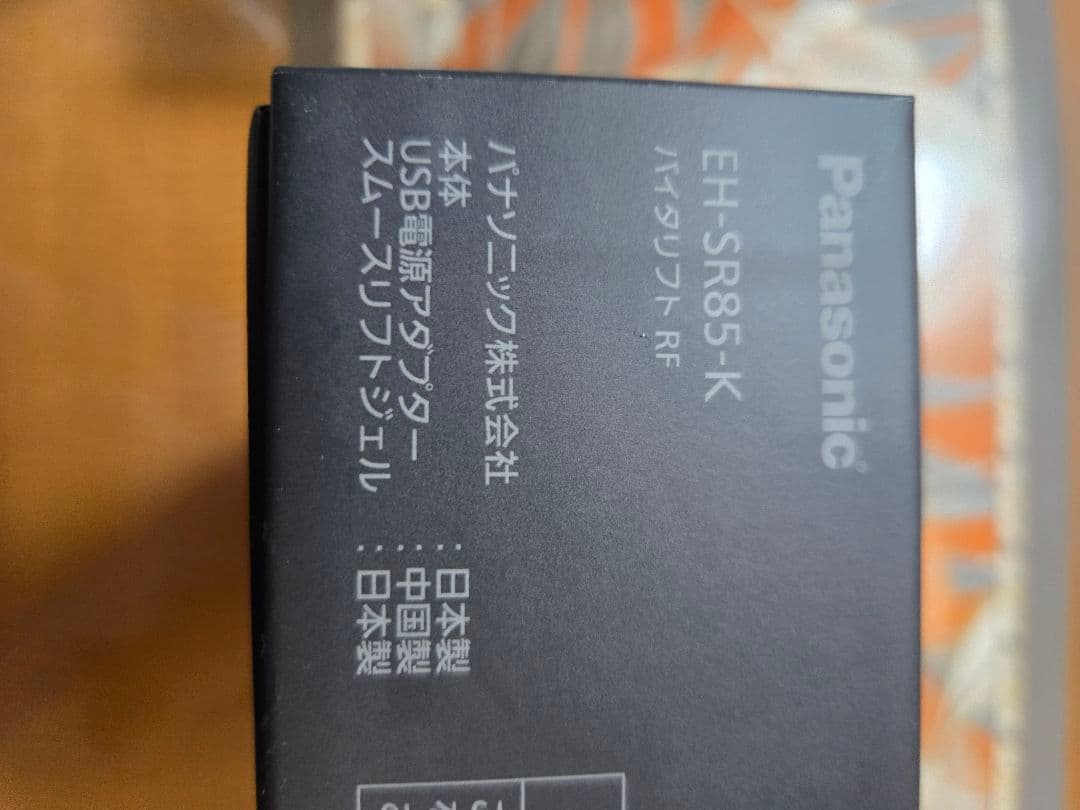 Panasonic®
EH-SR85-K
バイタリフト RF
パナソニック株式会社
本体 : 日本製
USB電源アダプター : 中国製
スムースリフトジェル : 日本製